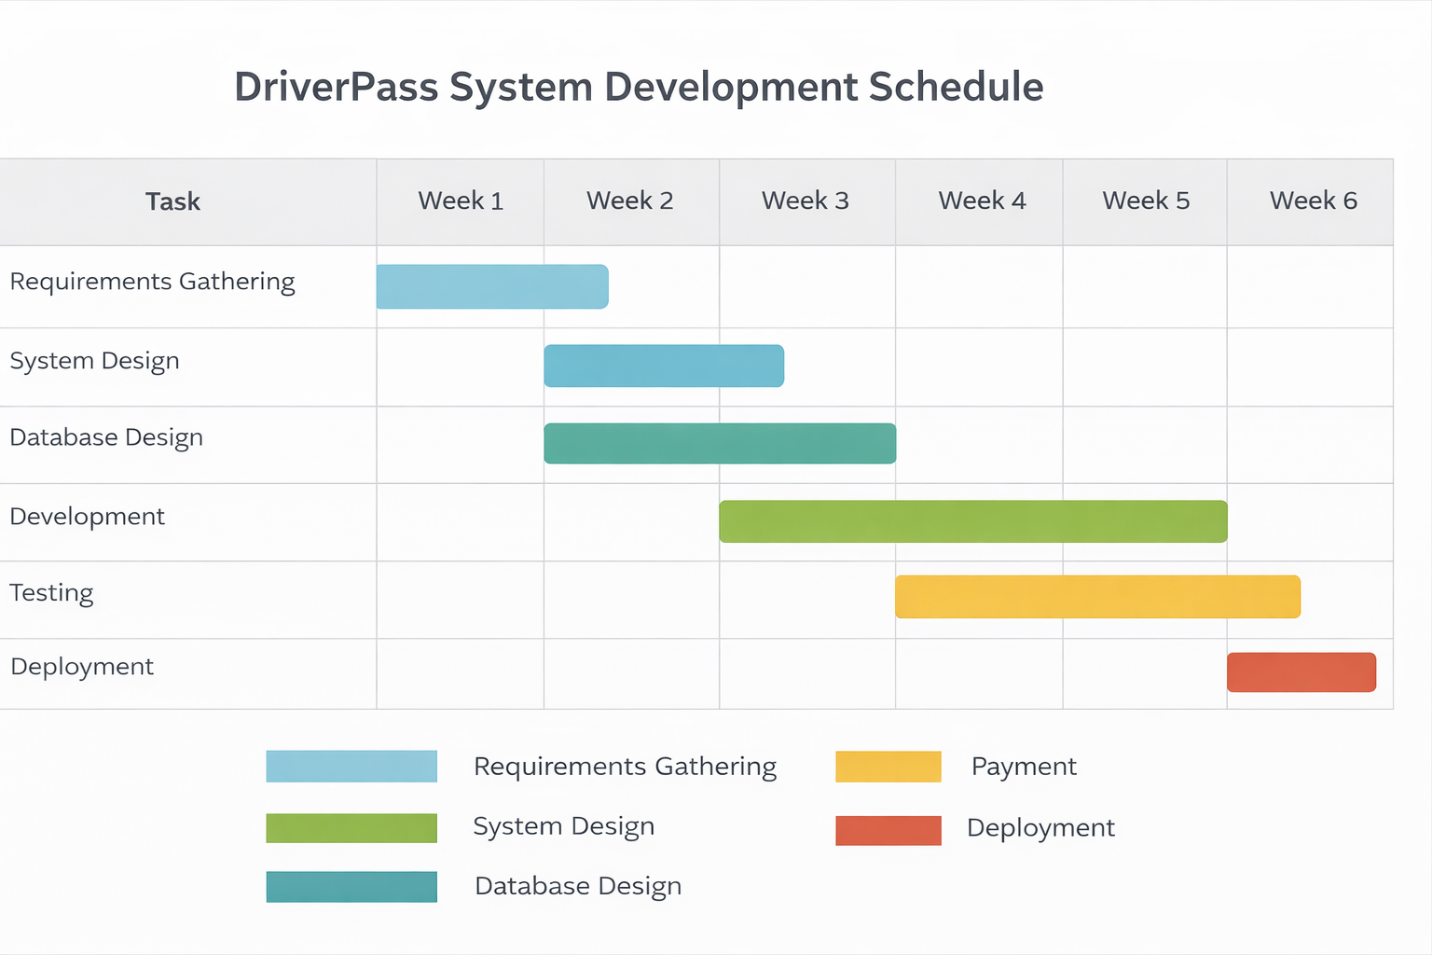 DriverPass System Development Schedule
Task Week 1 Week 2 Week 3 Week 4 Week 5 Week 6
Requirements Gathering
System Design
Database Design
Development
Testing
Deployment
Requirements Gathering Payment
System Design Deployment
Database Design